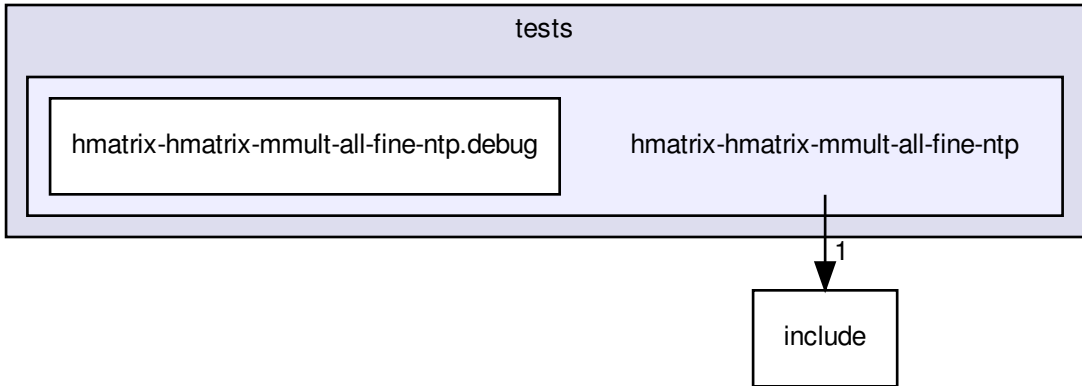 tests
hmatrix-hmatrix-mmult-all-fine-ntp.debug
hmatrix-hmatrix-mmult-all-fine-ntp
1
include